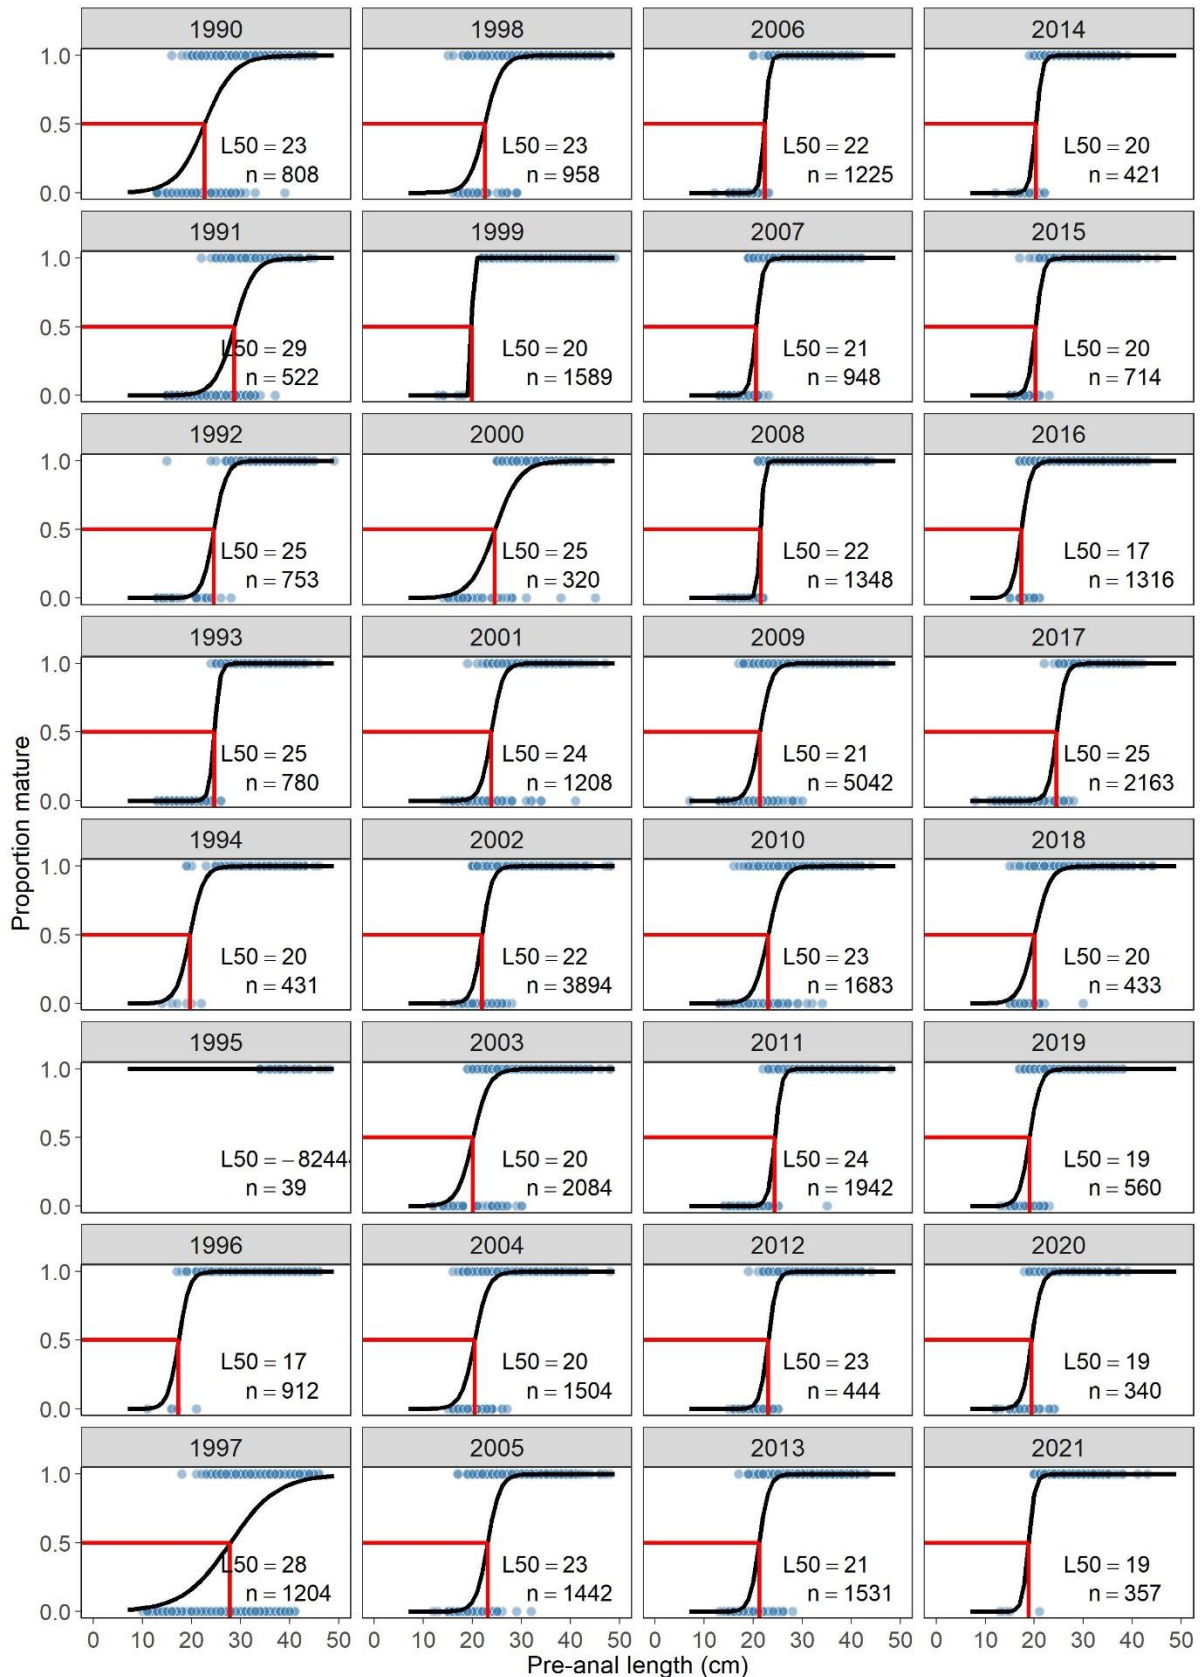 1990 1998 2006 2014
1.0
0.5
L50 = 23 L50 = 23 L50 = 22 L50 = 20
n = 808 n = 958 n = 1225 n = 421
0.0
1991 1999 2007 2015
1.0
0.5
L50 = 29 L50 = 20 L50 = 21 L50 = 20
n = 522 n = 1589 n = 948 n = 714
0.0
1992 2000 2008 2016
1.0
0.5
L50 = 25 L50 = 25 L50 = 22 L50 = 17
n = 753 n = 320 n = 1348 n = 1316
0.0
1993 2001 2009 2017
1.0
0.5
L50 = 25 L50 = 24 L50 = 21 L50 = 25
n = 780 n = 1208 n = 5042 n = 2163
0.0
Proportion mature
1994 2002 2010 2018
1.0
0.5
L50 = 20 L50 = 22 L50 = 23 L50 = 20
n = 431 n = 3894 n = 1683 n = 433
0.0
1995 2003 2011 2019
1.0
0.5
L50 = −8244 L50 = 20 L50 = 24 L50 = 19
n = 39 n = 2084 n = 1942 n = 560
0.0
1996 2004 2012 2020
1.0
0.5
L50 = 17 L50 = 20 L50 = 23 L50 = 19
n = 912 n = 1504 n = 444 n = 340
0.0
1997 2005 2013 2021
1.0
0.5
L50 = 28 L50 = 23 L50 = 21 L50 = 19
n = 1204 n = 1442 n = 1531 n = 357
0.0
0 10 20 30 40 50 0 10 20 30 40 50 0 10 20 30 40 50 0 10 20 30 40 50
Pre-anal length (cm)